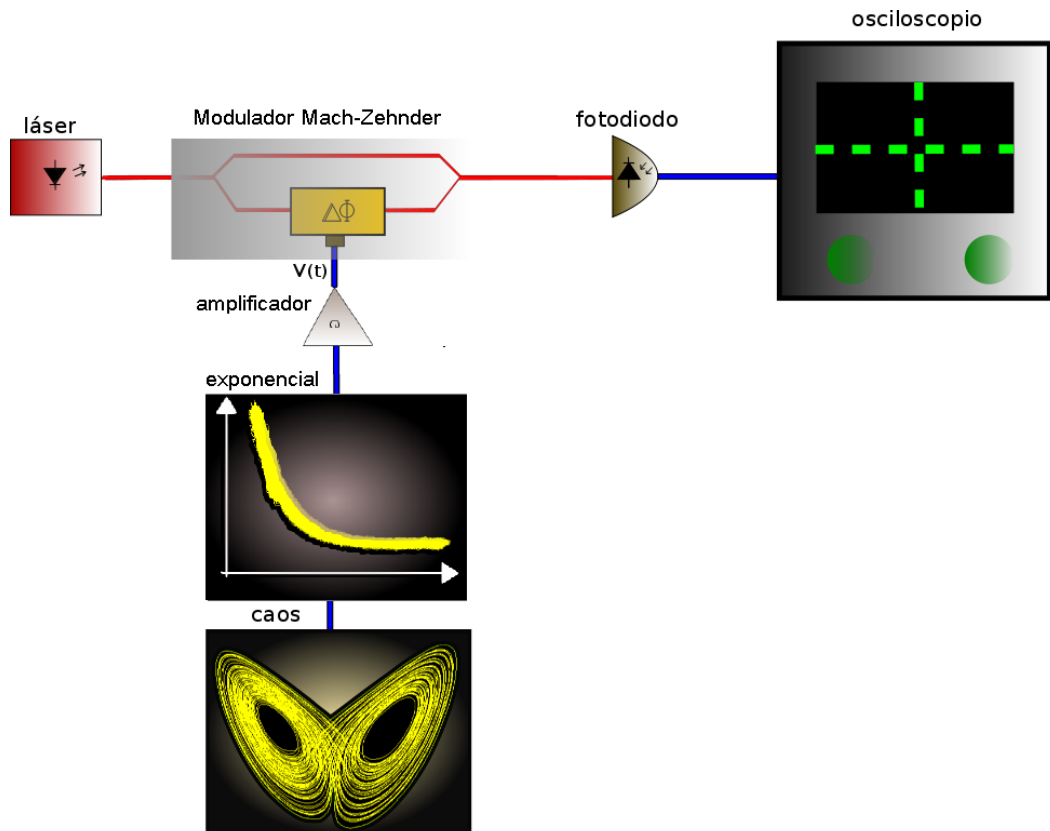 osciloscopio
láser
Modulador Mach-Zehnder
fotodiodo
ΔΦ
V(t)
amplificador
exponencial
caos